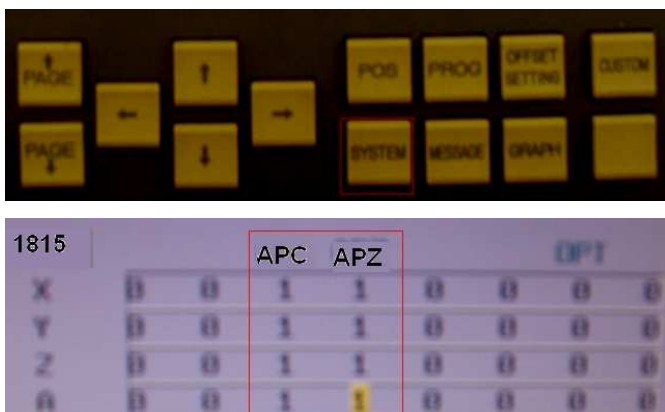 ↑ PAGE ← ↑ → POS PROG OFFSET SETTING CUSTOM
PAGE ↓ ↓ SYSTEM MESSAGE GRAPH
1815 APC APZ OPT
X 0 0 1 1 0 0 0 0
Y 0 0 1 1 0 0 0 0
Z 0 0 1 1 0 0 0 0
A 0 0 1 1 0 0 0 0